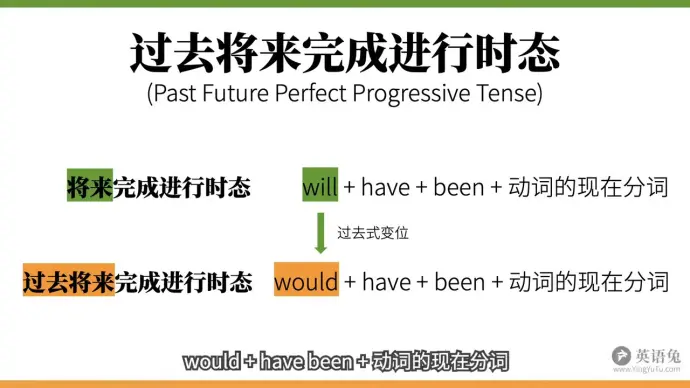 过去将来完成进行时态
(Past Future Perfect Progressive Tense)
将来完成进行时态 will + have + been + 动词的现在分词
过去式变位
过去将来完成进行时态 would + have + been + 动词的现在分词
would + have been + 动词的现在分词
英语兔
www.YingYuTu.com